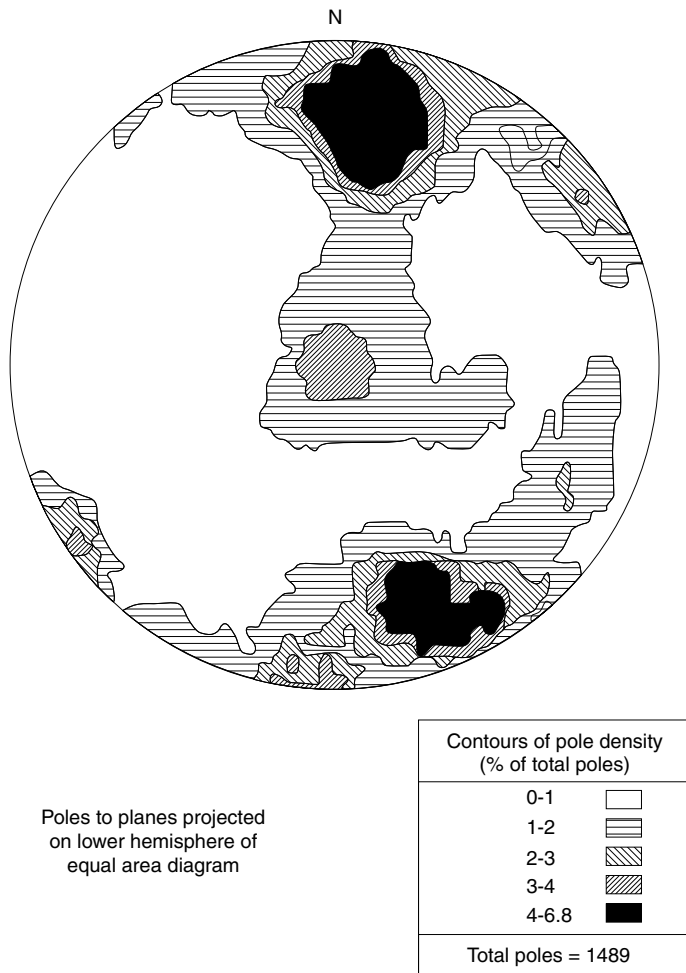 N
Poles to planes projected
on lower hemisphere of
equal area diagram
Contours of pole density
(% of total poles)
0-1
1-2
2-3
3-4
4-6.8
Total poles = 1489